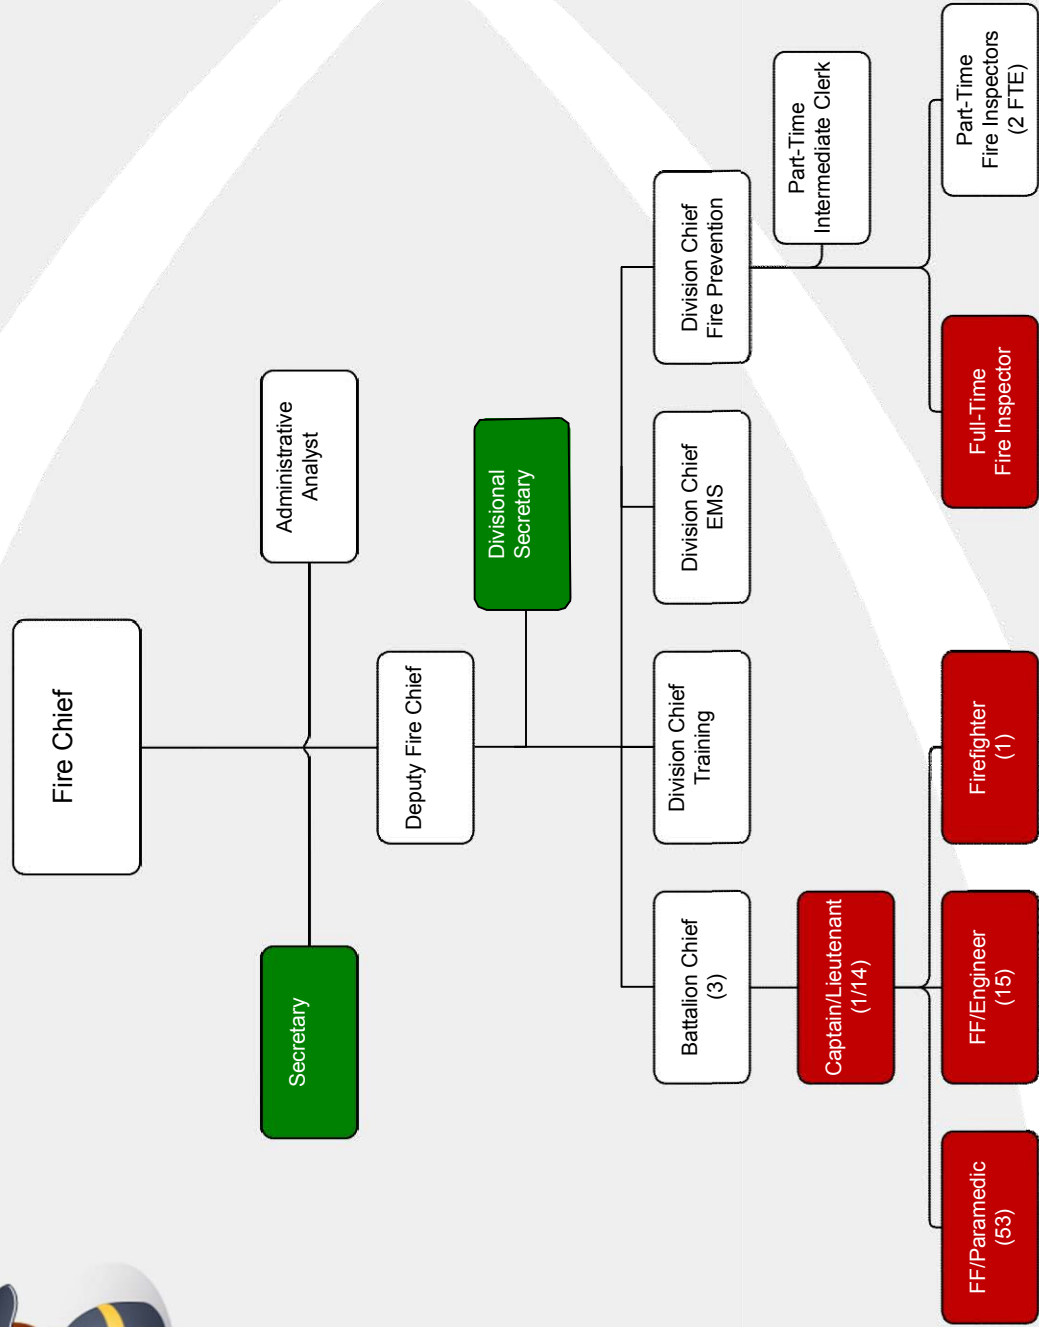 Fire Chief
Secretary
Administrative
Analyst
Deputy Fire Chief
Divisional
Secretary
Battalion Chief
(3)
Division Chief
Training
Division Chief
EMS
Division Chief
Fire Prevention
Captain/Lieutenant
(1/14)
Part-Time
Intermediate Clerk
FF/Paramedic
(53)
FF/Engineer
(15)
Firefighter
(1)
Full-Time
Fire Inspector
Part-Time
Fire Inspectors
(2 FTE)